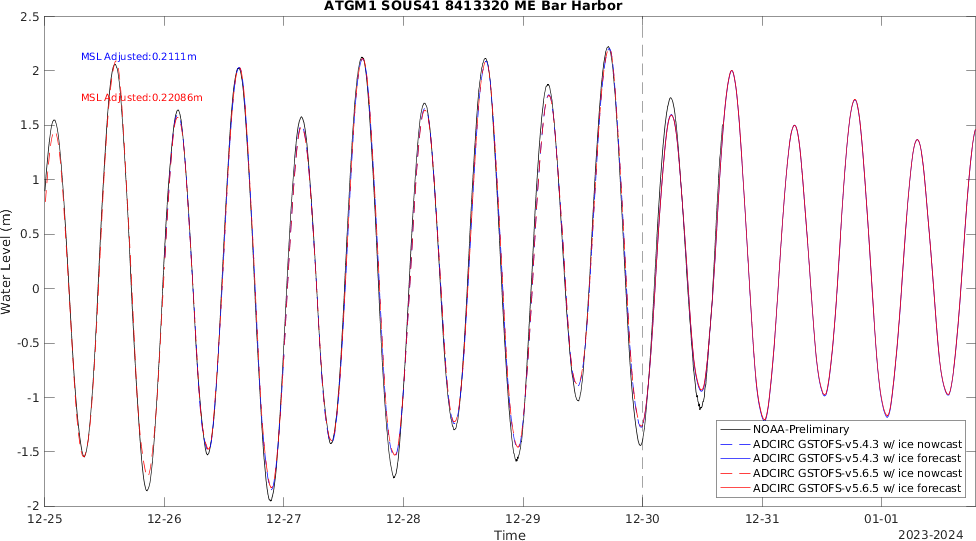 ATGM1 SOUS41 8413320 ME Bar Harbor
2.5
2
1.5
1
0.5
0
-0.5
-1
-1.5
-2
Water Level (m)
MSL Adjusted:0.2111m
MSL Adjusted:0.22086m
NOAA-Preliminary
ADCIRC GSTOFS-v5.4.3 w/ ice nowcast
ADCIRC GSTOFS-v5.4.3 w/ ice forecast
ADCIRC GSTOFS-v5.6.5 w/ ice nowcast
ADCIRC GSTOFS-v5.6.5 w/ ice forecast
12-25 12-26 12-27 12-28 12-29 12-30 12-31 01-01
Time
2023-2024